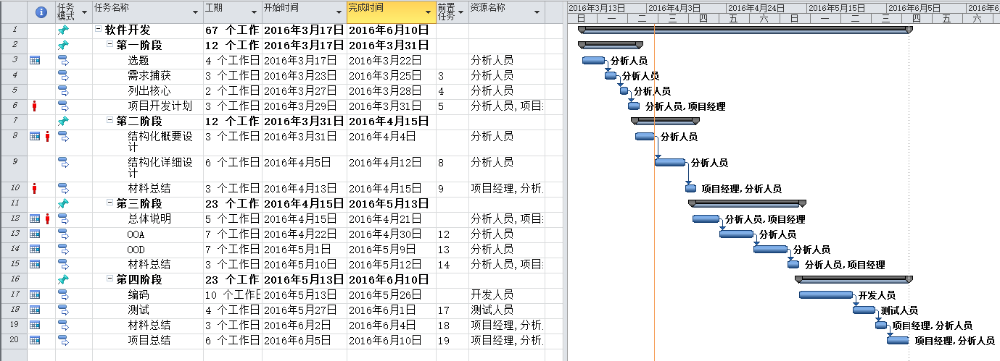 任务模式 任务名称 工期 开始时间 完成时间 前置任务 资源名称
1 软件开发 67 个工作 2016年3月17日 2016年6月10日
2 第一阶段 12 个工作 2016年3月17日 2016年3月31日
3 选题 4 个工作日 2016年3月17日 2016年3月22日 分析人员
4 需求捕获 3 个工作日 2016年3月23日 2016年3月25日 3 分析人员
5 列出核心 2 个工作日 2016年3月27日 2016年3月28日 4 分析人员
6 项目开发计划 3 个工作日 2016年3月29日 2016年3月31日 5 分析人员,项目
7 第二阶段 12 个工作 2016年3月31日 2016年4月15日
8 结构化概要设计 3 个工作日 2016年3月31日 2016年4月4日 分析人员
9 结构化详细设计 6 个工作日 2016年4月5日 2016年4月12日 8 分析人员
10 材料总结 3 个工作日 2016年4月13日 2016年4月15日 9 项目经理,分析
11 第三阶段 23 个工作 2016年4月15日 2016年5月13日
12 总体说明 5 个工作日 2016年4月15日 2016年4月21日 分析人员,项目
13 OOA 7 个工作日 2016年4月22日 2016年4月30日 12 分析人员
14 OOD 7 个工作日 2016年5月1日 2016年5月9日 13 分析人员
15 材料总结 3 个工作日 2016年5月10日 2016年5月12日 14 分析人员,项目
16 第四阶段 23 个工作 2016年5月13日 2016年6月10日
17 编码 10 个工作日 2016年5月13日 2016年5月26日 开发人员
18 测试 4 个工作日 2016年5月27日 2016年6月1日 17 测试人员
19 材料总结 3 个工作日 2016年6月2日 2016年6月4日 18 项目经理,分析
20 项目总结 6 个工作日 2016年6月5日 2016年6月10日 19 项目经理,分析
2016年3月13日 2016年4月3日 2016年4月24日 2016年5月15日 2016年6月5日 2016年6
日 一 二 三 四 五 六 日 一 二 三 四 五 六
分析人员
分析人员
分析人员
分析人员,项目经理
分析人员
分析人员
项目经理,分析人员
分析人员,项目经理
分析人员
分析人员
分析人员,项目经理
开发人员
测试人员
项目经理,分析人员
项目经理,分析人员